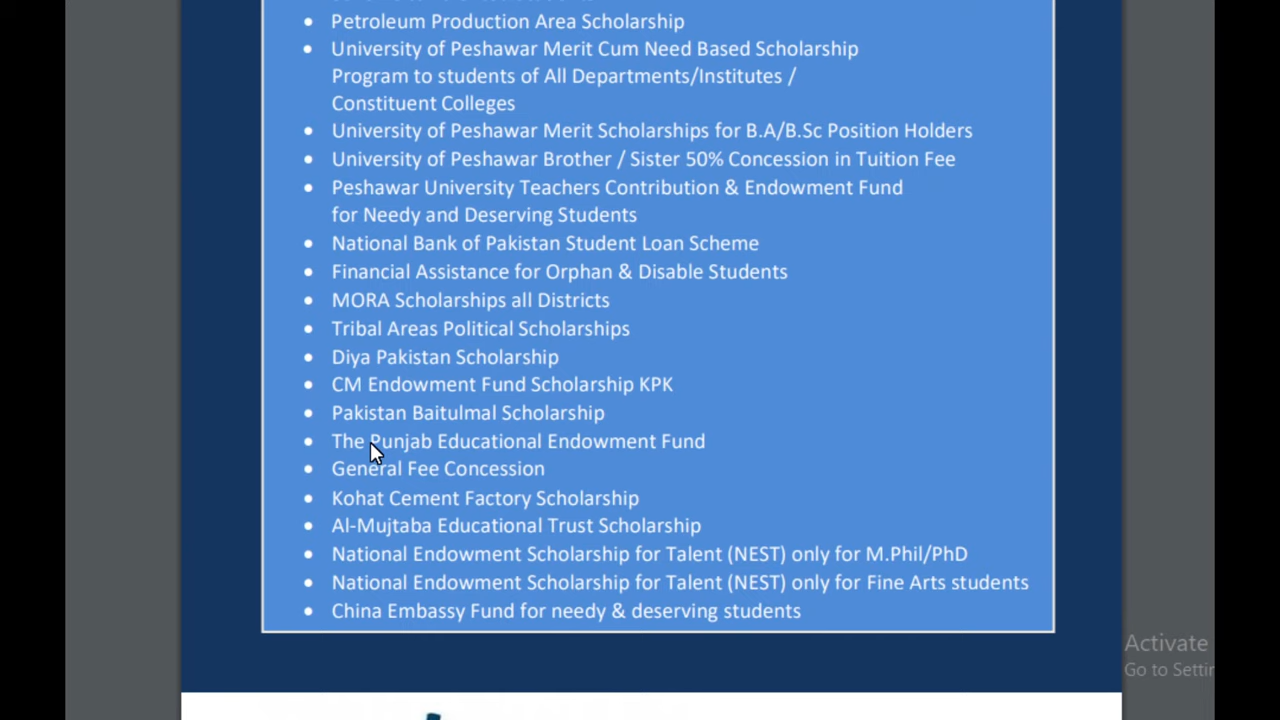 • Petroleum Production Area Scholarship
• University of Peshawar Merit Cum Need Based Scholarship
Program to students of All Departments/Institutes /
Constituent Colleges
• University of Peshawar Merit Scholarships for B.A/B.Sc Position Holders
• University of Peshawar Brother / Sister 50% Concession in Tuition Fee
• Peshawar University Teachers Contribution & Endowment Fund
for Needy and Deserving Students
• National Bank of Pakistan Student Loan Scheme
• Financial Assistance for Orphan & Disable Students
• MORA Scholarships all Districts
• Tribal Areas Political Scholarships
• Diya Pakistan Scholarship
• CM Endowment Fund Scholarship KPK
• Pakistan Baitulmal Scholarship
• The Punjab Educational Endowment Fund
• General Fee Concession
• Kohat Cement Factory Scholarship
• Al-Mujtaba Educational Trust Scholarship
• National Endowment Scholarship for Talent (NEST) only for M.Phil/PhD
• National Endowment Scholarship for Talent (NEST) only for Fine Arts students
• China Embassy Fund for needy & deserving students
Activate
Go to Settin